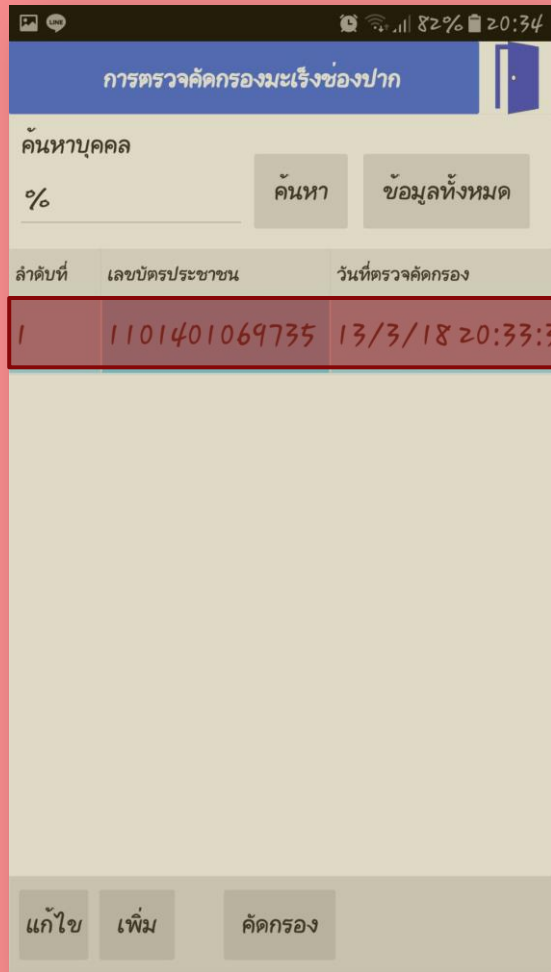 LINE 82% 20:34
การตรวจคัดกรองมะเร็งช่องปาก
ค้นหาบุคคล
% ค้นหา ข้อมูลทั้งหมด
ลำดับที่ เลขบัตรประชาชน วันที่ตรวจคัดกรอง
1 1101401069735 13/3/18 20:33:3
แก้ไข เพิ่ม คัดกรอง